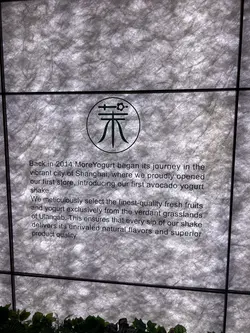 Back in 2014 MoreYogurt began its journey in the
vibrant city of Shanghai, where we proudly opened
our first store, introducing our first avocado yogurt
shake.
We meticulously select the finest-quality fresh fruits
and yogurt exclusively from the verdant grasslands
of Ulangab. This ensures that every sip of our shake
delivers its unrivaled natural flavors and superior
product quality.